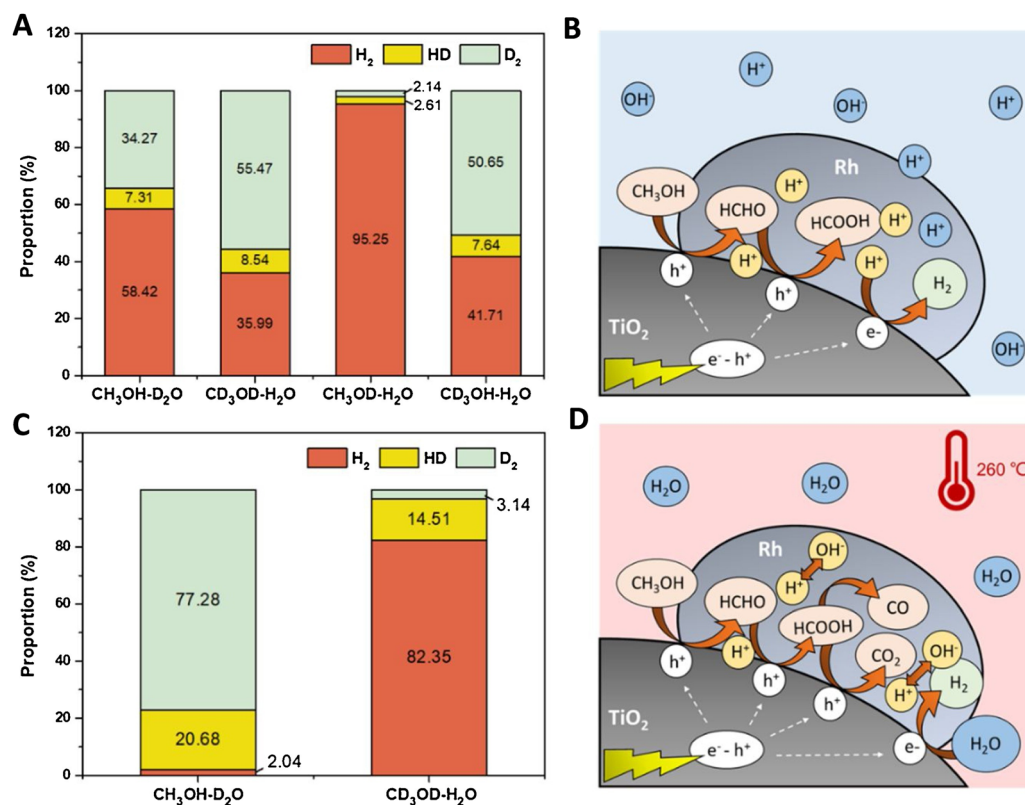 A
120
100
80
60
40
20
0
Proportion (%)
H₂ HD D₂
34.27
7.31
58.42
55.47
8.54
35.99
2.14
2.61
95.25
50.65
7.64
41.71
CH₃OH-D₂O CD₃OD-H₂O CH₃OD-H₂O CD₃OH-H₂O
B
H⁺
OH⁻
OH⁻
H⁺
Rh
H⁺
CH₃OH
H⁺
HCHO
HCOOH
H⁺
H⁺
H⁺
H⁺
h⁺
h⁺
H₂
TiO₂
e⁻ - h⁺
e-
OH⁻
C
120
100
80
60
40
20
0
Proportion (%)
H₂ HD D₂
77.28
20.68
2.04
3.14
14.51
82.35
CH₃OH-D₂O CD₃OD-H₂O
D
260 ℃
H₂O
H₂O
Rh
OH⁻
H⁺
H₂O
CH₃OH
HCHO
HCOOH
CO
H⁺
CO₂
OH⁻
H⁺
H₂
h⁺
h⁺
h⁺
TiO₂
e⁻ - h⁺
e-
H₂O